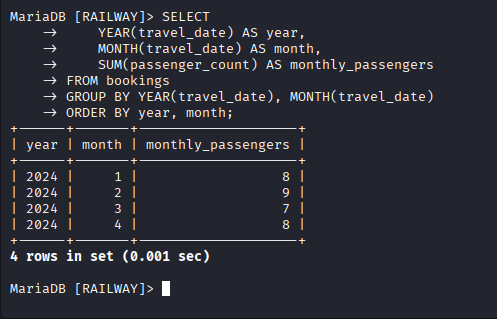 MariaDB [RAILWAY]> SELECT
    ->     YEAR(travel_date) AS year,
    ->     MONTH(travel_date) AS month,
    ->     SUM(passenger_count) AS monthly_passengers
    -> FROM bookings
    -> GROUP BY YEAR(travel_date), MONTH(travel_date)
    -> ORDER BY year, month;
+------+-------+--------------------+
| year | month | monthly_passengers |
+------+-------+--------------------+
| 2024 |     1 |                  8 |
| 2024 |     2 |                  9 |
| 2024 |     3 |                  7 |
| 2024 |     4 |                  8 |
+------+-------+--------------------+
4 rows in set (0.001 sec)
MariaDB [RAILWAY]>